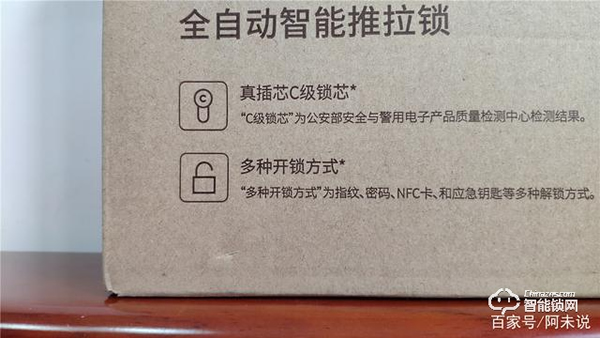 全自动智能推拉锁
C
真插芯C级锁芯*
“C级锁芯”为公安部安全与警用电子产品质量检测中心检测结果。
多种开锁方式*
“多种开锁方式”为指纹、密码、NFC卡、和应急钥匙等多种解锁方式。
智能锁网
百家号/阿未说